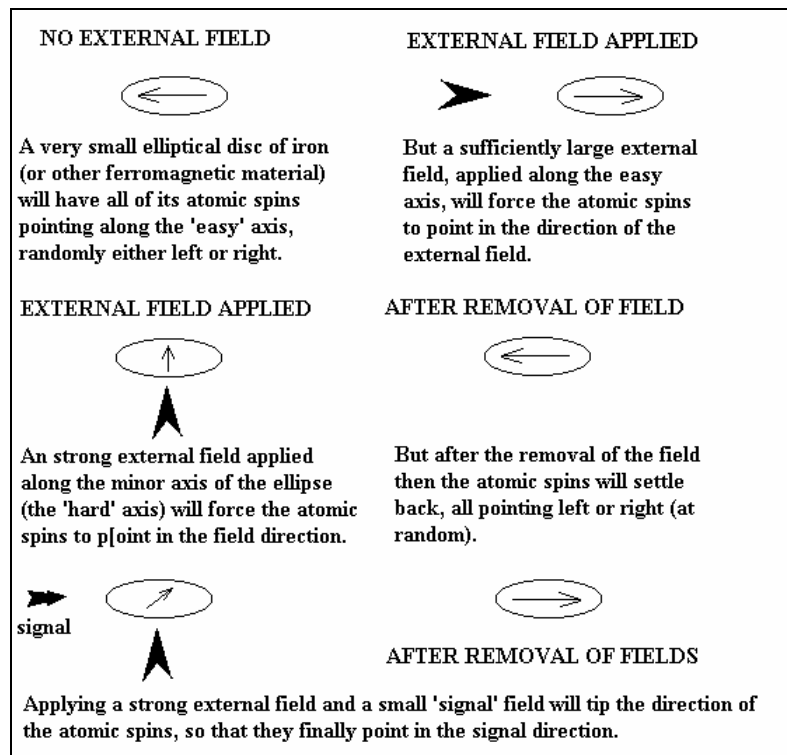 NO EXTERNAL FIELD
A very small elliptical disc of iron
(or other ferromagnetic material)
will have all of its atomic spins
pointing along the 'easy' axis,
randomly either left or right.
EXTERNAL FIELD APPLIED
But a sufficiently large external
field, applied along the easy
axis, will force the atomic spins
to point in the direction of the
external field.
EXTERNAL FIELD APPLIED
An strong external field applied
along the minor axis of the ellipse
(the 'hard' axis) will force the atomic
spins to p[oint in the field direction.
AFTER REMOVAL OF FIELD
But after the removal of the field
then the atomic spins will settle
back, all pointing left or right (at
random).
signal
AFTER REMOVAL OF FIELDS
Applying a strong external field and a small 'signal' field will tip the direction of
the atomic spins, so that they finally point in the signal direction.